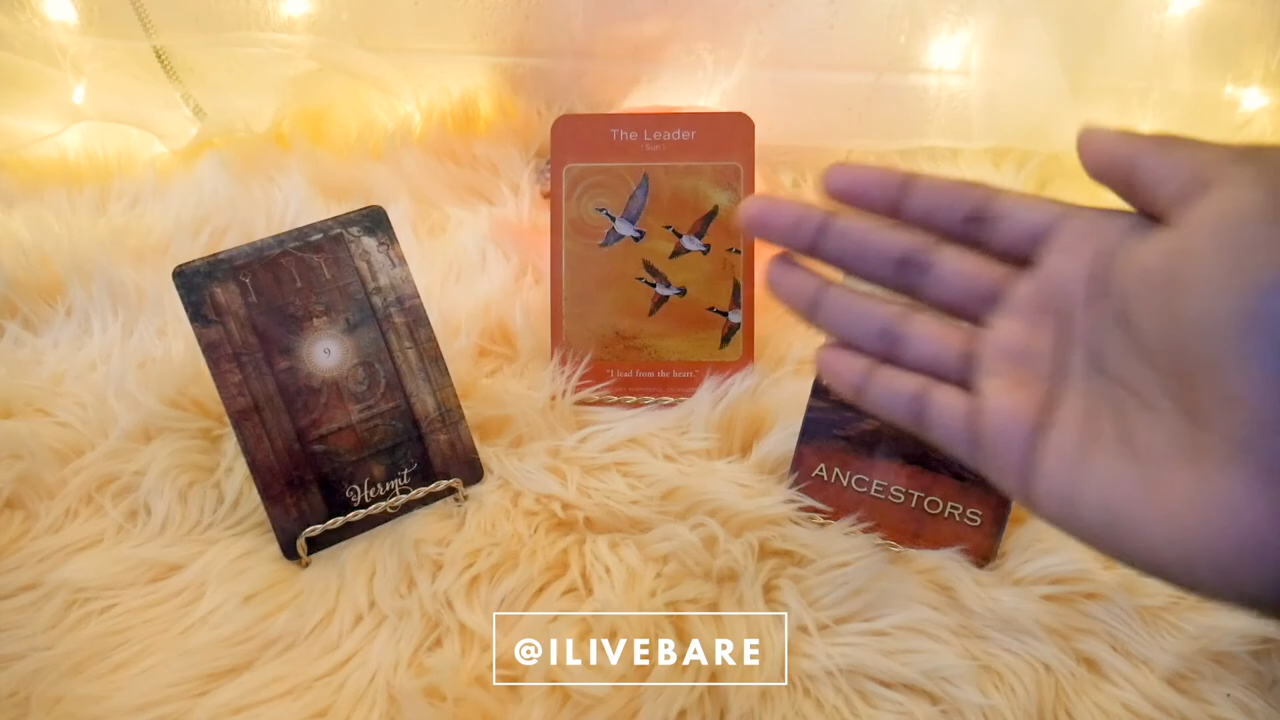 The Leader
(Sun)
"I lead from the heart."
9
Hermit
ANCESTORS
@ILIVEBARE